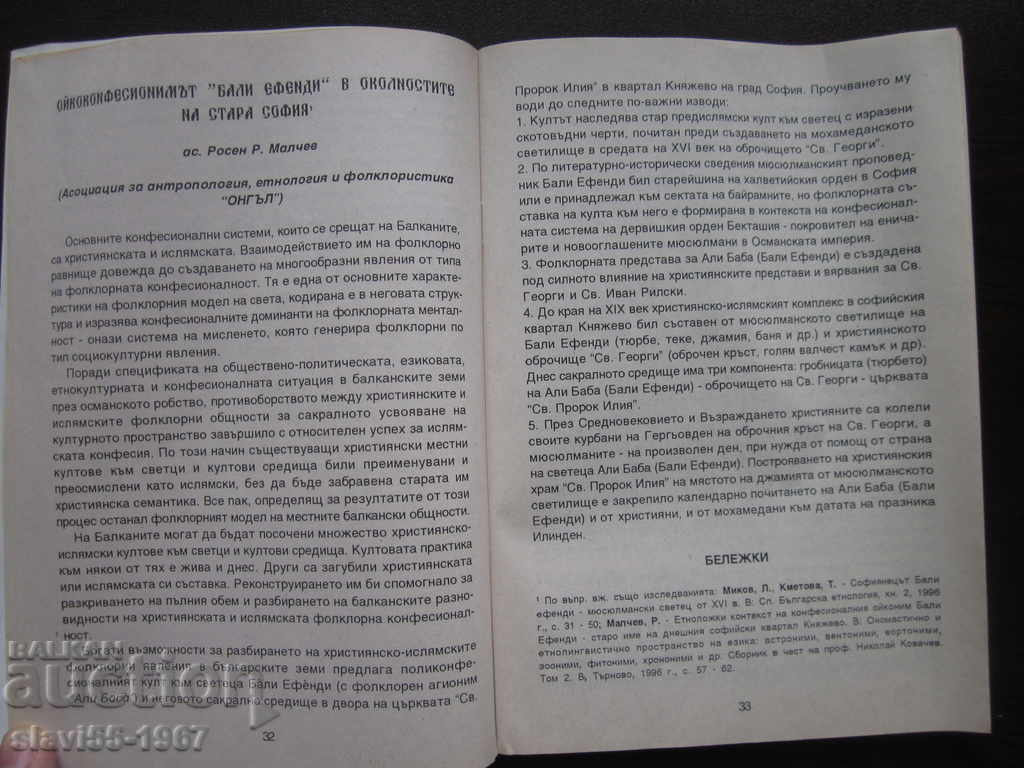 ОЙКОКОНФЕСИОНИМЪТ "БАЛИ ЕФЕНДИ" В ОКОЛНОСТИТЕ
НА СТАРА СОФИЯ¹
ас. Росен Р. Малчев
(Асоциация за антропология, етнология и фолклористика
"ОНГЪЛ")
Основните конфесионални системи, които се срещат на Балканите,
са християнската и ислямската. Взаимодействието им на фолклорно
равнище довежда до създаването на многообразни явления от типа
на фолклорната конфесионалност. Тя е една от основните характе-
ристики на фолклорния модел на света, кодирана е в неговата струк-
тура и изразява конфесионалните доминанти на фолклорната ментал-
ност - онази система на мисленето, която генерира фолклорни по
тип социокултурни явления.
Поради спецификата на обществено-политическата, езиковата,
етнокултурната и конфесионалната ситуация в балканските земи
през османското робство, противоборството между християнските и
ислямските фолклорни общности за сакралното усвояване на
културното пространство завършило с относителен успех за ислям-
ската конфесия. По този начин съществуващи християнски местни
култове към светци и култови средища били преименувани и
преосмислени като ислямски, без да бъде забравена старата им
християнска семантика. Все пак, определящ за резултатите от този
процес останал фолклорният модел на местните балкански общности.
На Балканите могат да бъдат посочени множество християнско-
ислямски култове към светци и култови средища. Култовата практика
към някои от тях е жива и днес. Други са загубили християнската
или ислямската си съставка. Реконструирането им би спомогнало за
разкриването на пълния обем и разбирането на балканските разно-
видности на християнската и ислямската фолклорна конфесионал-
ност.
Богати възможности за разбирането на християнско-ислямските
фолклорни явления в българските земи предлага поликонфе-
сионалният култ към светеца Бали Ефенди (с фолклорен агионим
"Али Баба") и неговото сакрално средище в двора на църквата "Св.
32
Пророк Илия" в квартал Княжево на град София. Проучването му
води до следните по-важни изводи:
1. Култът наследява стар предислямски култ към светец с изразени
скотовъдни черти, почитан преди създаването на мохамеданското
светилище в средата на XVI век на оброчището "Св. Георги".
2. По литературно-исторически сведения мюсюлманският проповед-
ник Бали Ефенди бил старейшина на халветийския орден в София
или е принадлежал към сектата на байрамните, но фолклорната съ-
ставка на култа към него е формирана в контекста на конфесионал-
ната система на дервишкия орден Бекташия - покровител на енича-
рите и новооглашените мюсюлмани в Османската империя.
3. Фолклорната представа за Али Баба (Бали Ефенди) е създадена
под силното влияние на християнските представи и вярвания за Св.
Георги и Св. Иван Рилски.
4. До края на XIX век християнско-ислямският комплекс в софийския
квартал Княжево бил съставен от мюсюлманското светилище на
Бали Ефенди (тюрбе, теке, джамия, баня и др.) и християнското
оброчище "Св. Георги" (оброчен кръст, голям валчест камък и др).
Днес сакралното средище има три компонента: гробницата (тюрбето)
на Али Баба (Бали Ефенди) - оброчището на Св. Георги - църквата
"Св. Пророк Илия".
5. През Средновековието и Възраждането християните са колели
своите курбани на Гергьовден на оброчния кръст на Св. Георги, а
мюсюлманите - на произволен ден, при нужда от помощ от страна
на светеца Али Баба (Бали Ефенди). Построяването на християнския
храм "Св. Пророк Илия" на мястото на джамията от мюсюлманското
светилище е закрепило календарно почитането на Али Баба (Бали
Ефенди) и от християни, и от мохамедани към датата на празника
Илинден.
БЕЛЕЖКИ
¹ По въпр. вж. също изследванията: Миков, Л., Кметова, Т. - Софиянецът Бали
ефенди - мюсюлмански светец от XVI в. В: Сп. Българска етнология, кн. 2, 1996
г., с. 31 - 50; Малчев, Р. - Етноложки контекст на конфесионалния ойконим Бали
Ефенди - старо име на днешния софийски квартал Княжево. В: Ономастично и
етнолингвистично пространство на езика: астроними, вентоними, хортоними,
зооними, фитоними, хрононими и др. Сборник в чест на проф. Николай Ковачев.
Том 2. В. Търново, 1996 г., с. 57 - 62.
33
БАЛКАН
auction
slavi55-1967